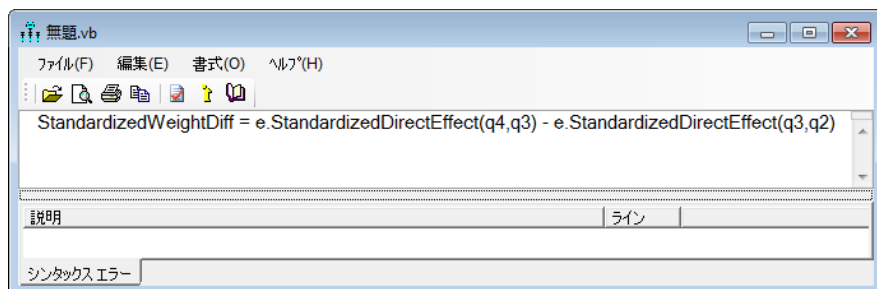 無題.vb
ファイル(F) 編集(E) 書式(O) ヘルプ(H)
StandardizedWeightDiff = e.StandardizedDirectEffect(q4,q3) - e.StandardizedDirectEffect(q3,q2)
説明 ライン
シンタックス エラー